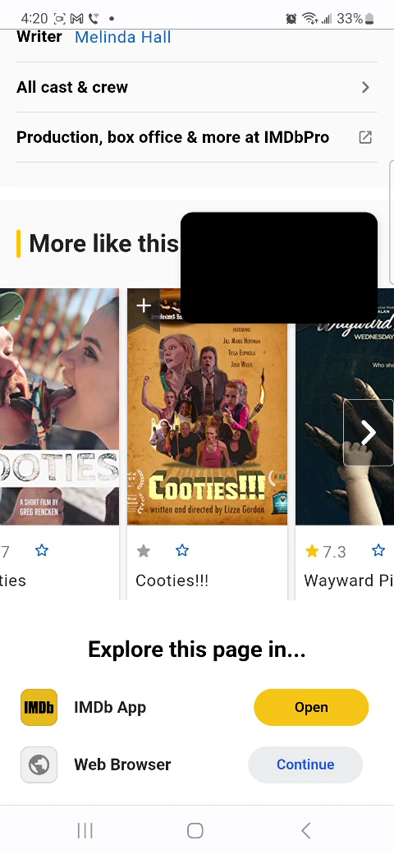 4:20
33%
Writer Melinda Hall
All cast & crew
Production, box office & more at IMDbPro
More like this
FEATURING
JILL MARIE HOFFMAN
TESSA ESPINOLA
JOSH WELLS
OOTIES
A SHORT FILM BY
GREG RENCKEN
COOTIES!!!
written and directed by Lizze Gordon
Wayward
WEDNESDAY
Who
7
7.3
ties
Cooties!!!
Wayward Pi
Explore this page in...
IMDb
IMDb App
Open
Web Browser
Continue